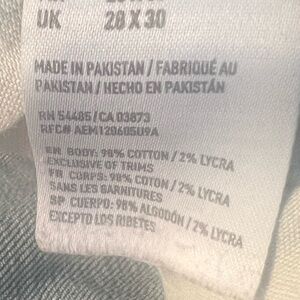 UK 28 X 30
MADE IN PAKISTAN / FABRIQUÉ AU
PAKISTAN / HECHO EN PAKISTÁN
RN 54485 / CA 03873
RFC# AEM12060SU9A
EN BODY: 98% COTTON / 2% LYCRA
EXCLUSIVE OF TRIMS
FR CORPS: 98% COTON / 2% LYCRA
SANS LES GARNITURES
SP CUERPO: 98% ALGODÓN / 2% LYCRA
EXCEPTO LOS RIBETES